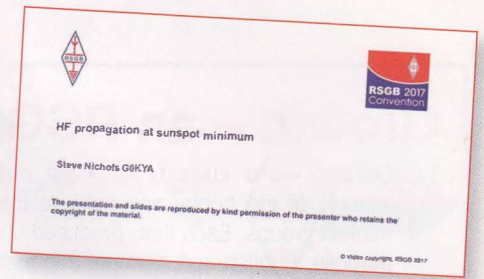 RSGB
RSGB 2017
Convention
HF propagation at sunspot minimum
Steve Nichols G0KYA
The presentation and slides are reproduced by kind permission of the presenter who retains the
copyright of the material.
© Video copyright, RSGB 2017